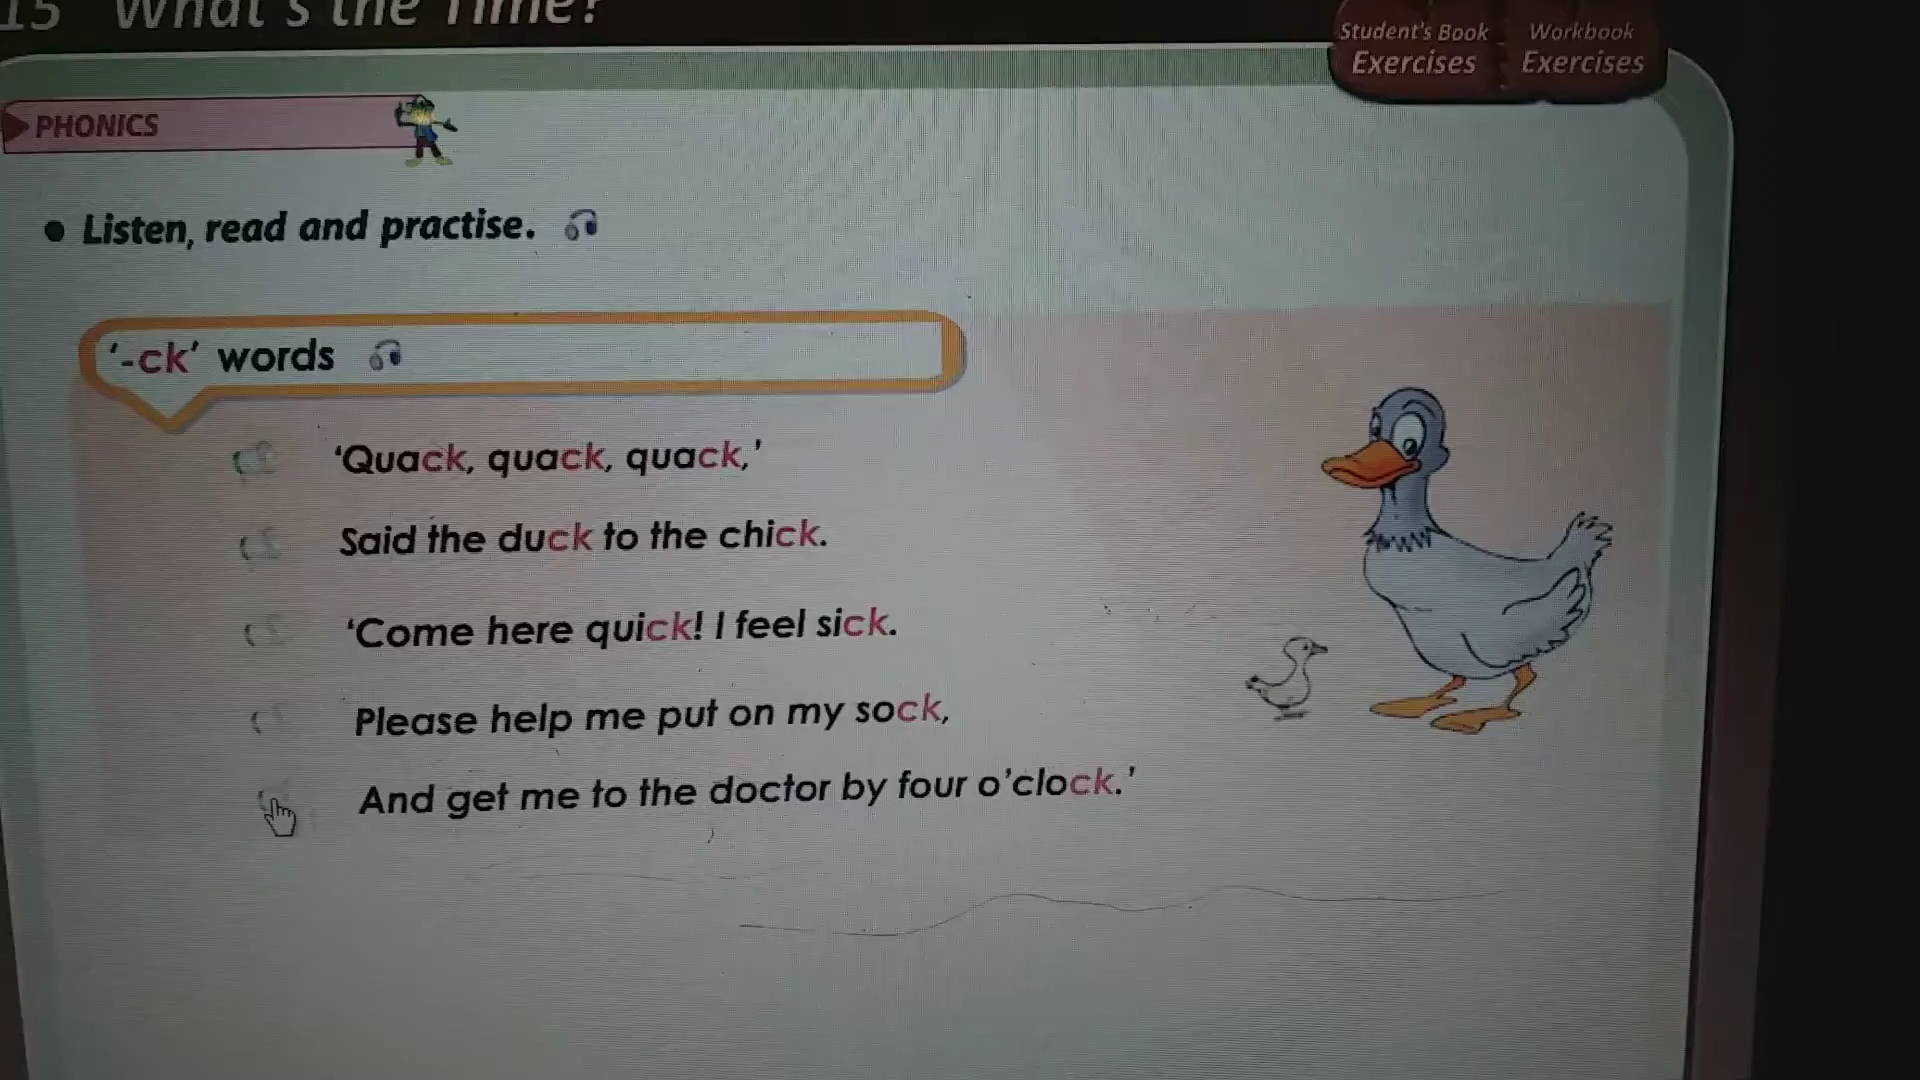 15 What's the Time?
Student's Book Exercises
Workbook Exercises
PHONICS
• Listen, read and practise.
'-ck' words
'Quack, quack, quack,'
Said the duck to the chick.
'Come here quick! I feel sick.
Please help me put on my sock,
And get me to the doctor by four o'clock.'